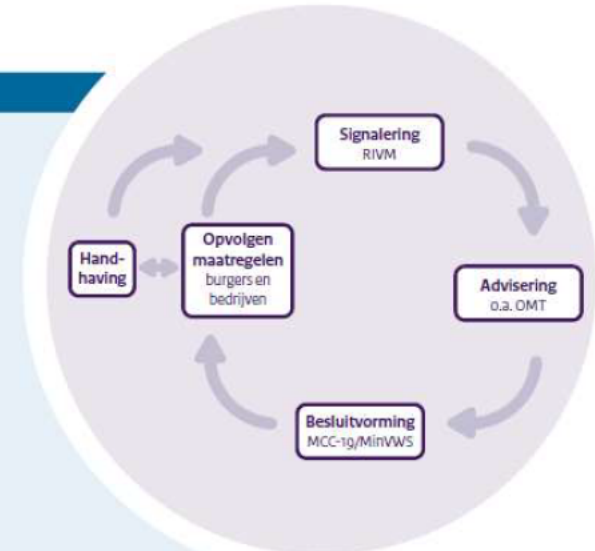 Signalering
RIVM
Hand-
having
Opvolgen
maatregelen
burgers en
bedrijven
Advisering
o.a. OMT
Besluitvorming
MCC-19/MinVWS